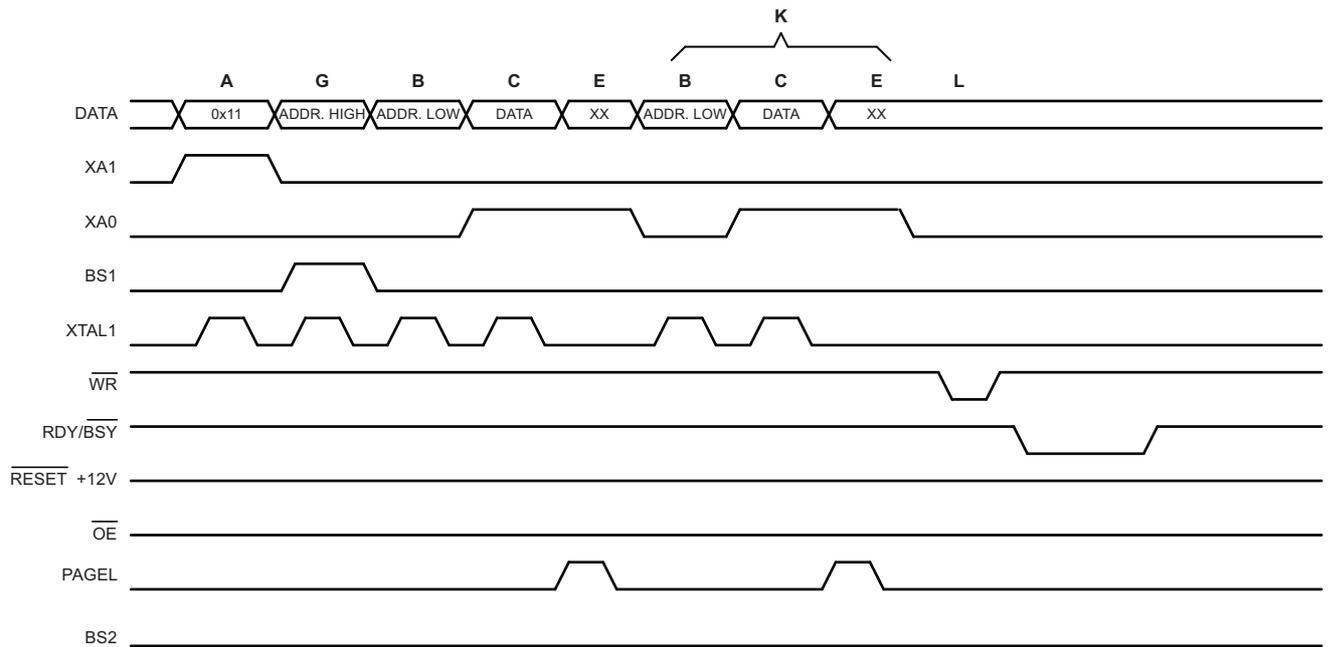 K
A G B C E B C E L
DATA 0x11 ADDR. HIGH ADDR. LOW DATA XX ADDR. LOW DATA XX
XA1
XA0
BS1
XTAL1
WR
RDY/BSY
RESET +12V
OE
PAGEL
BS2